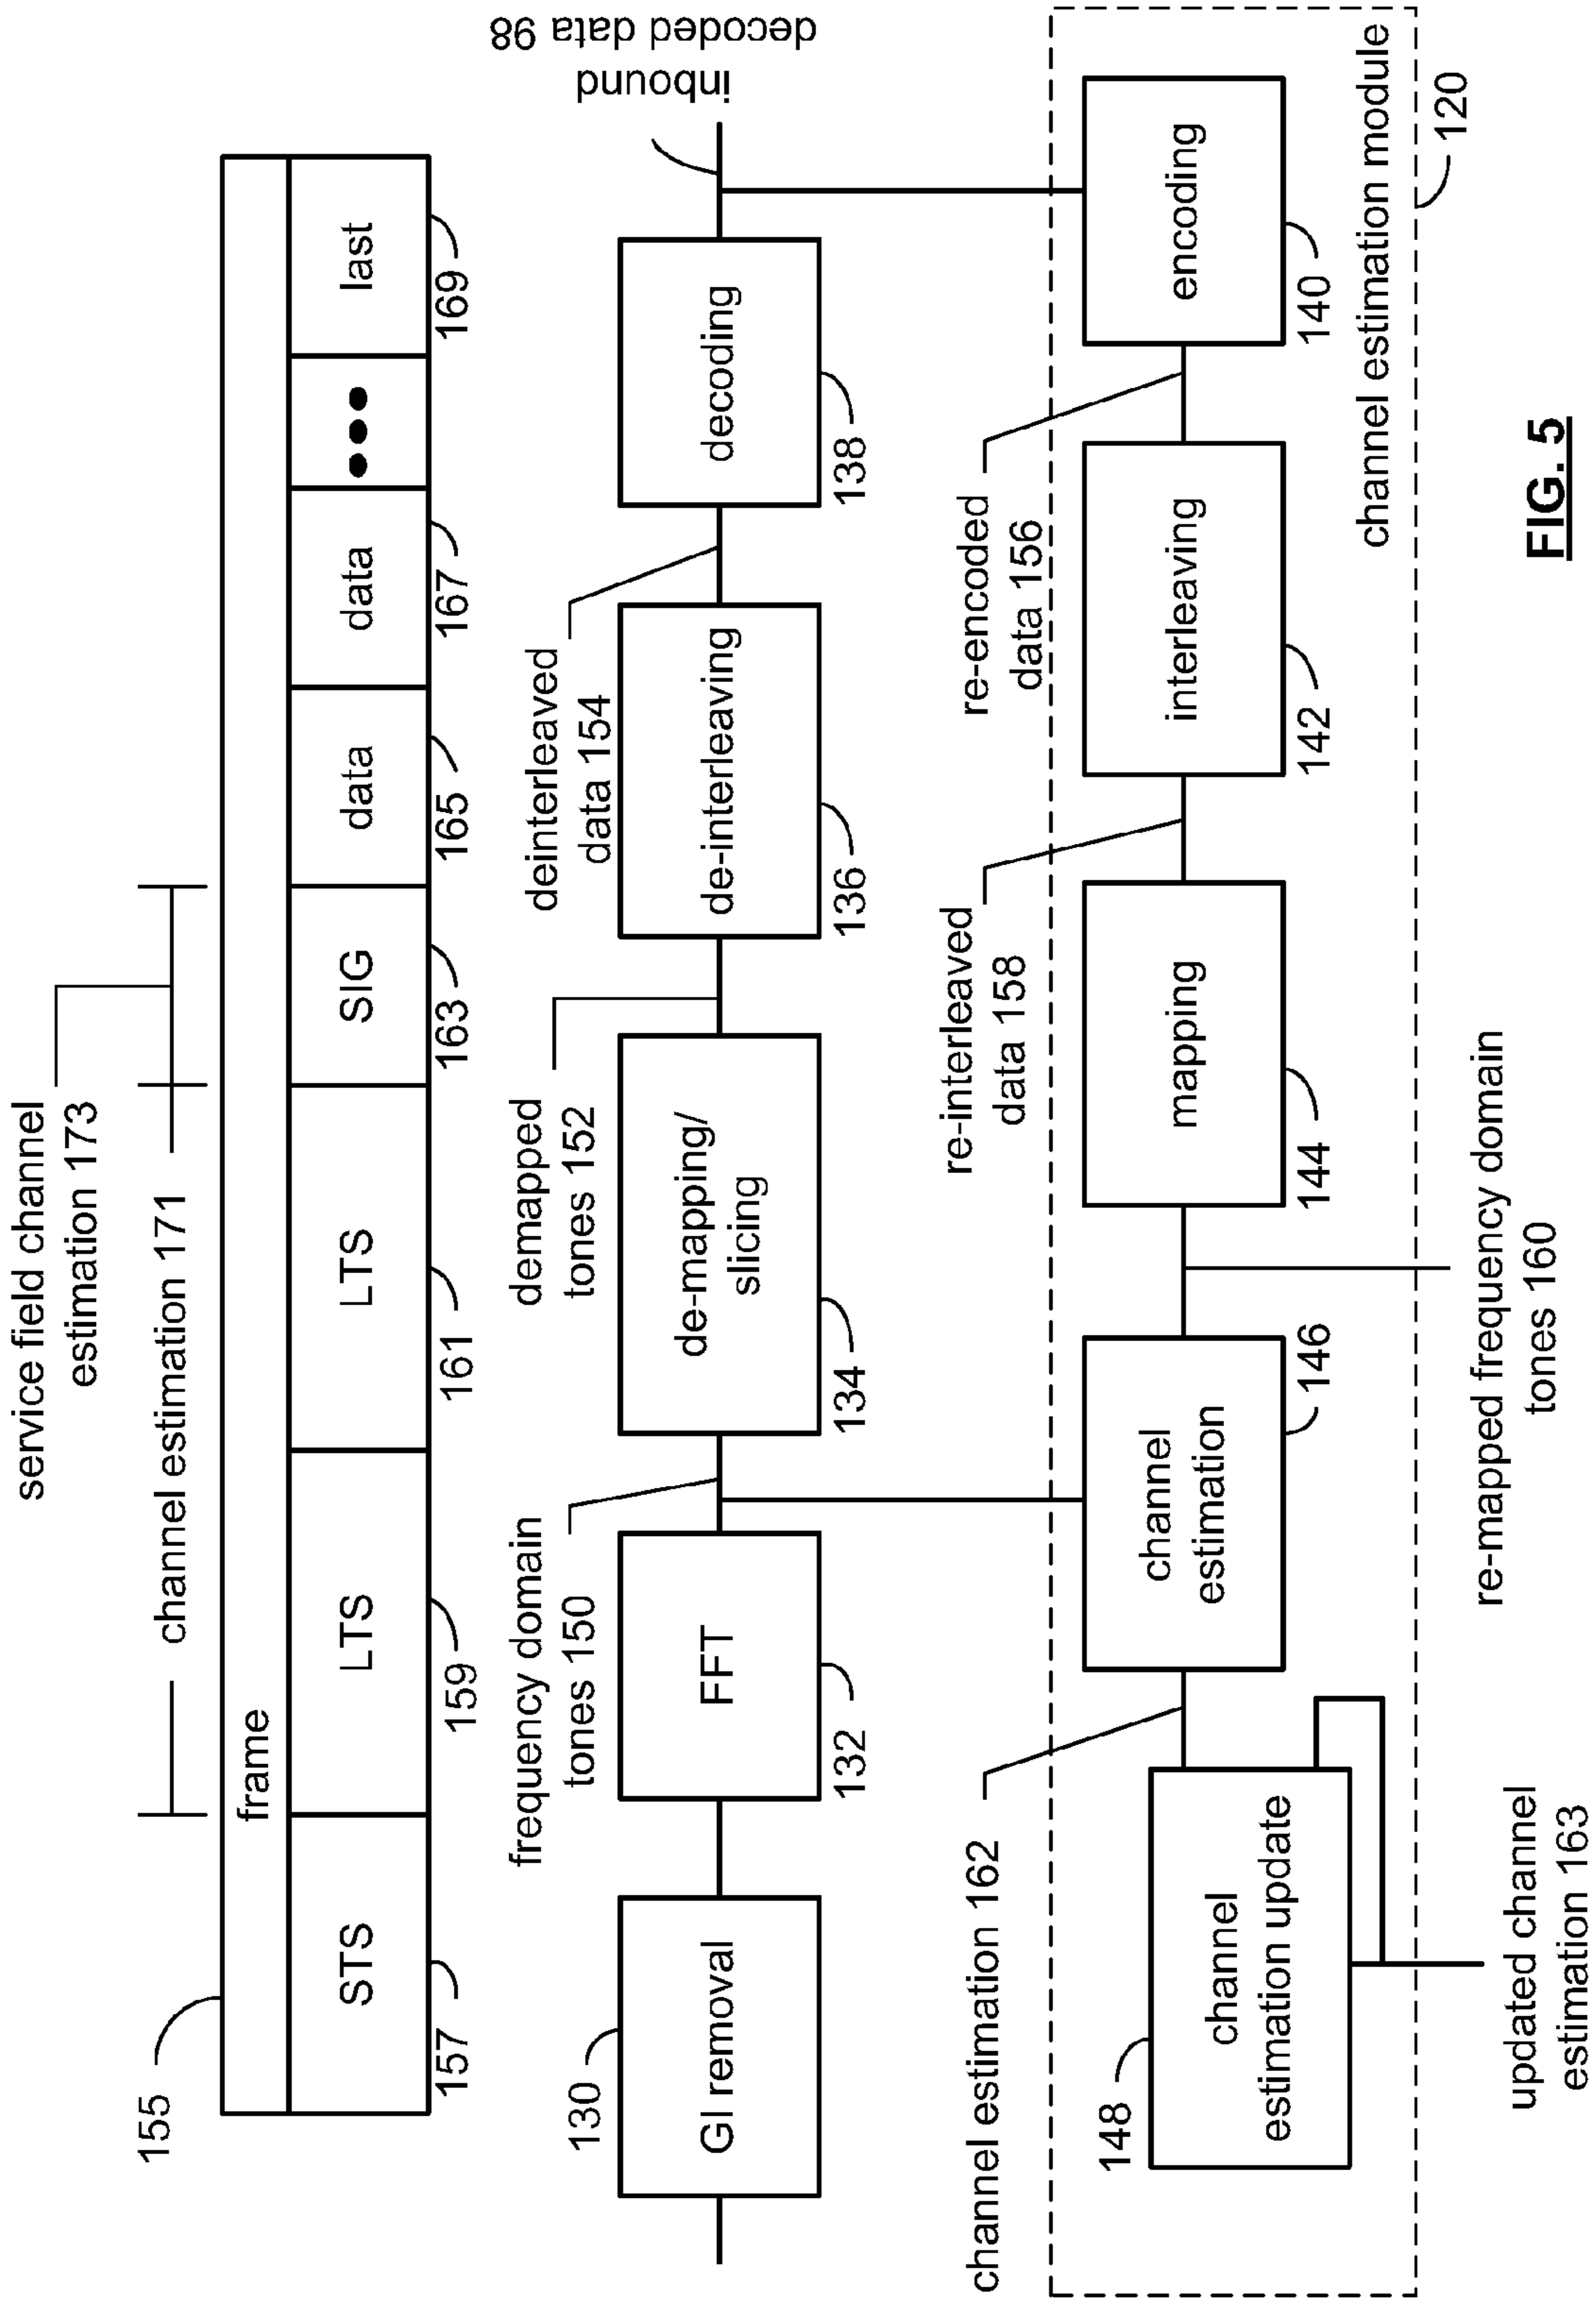 service field channel
estimation 173
channel estimation 171
155
frame
STS
LTS
LTS
SIG
data
data
last
157
159
161
163
165
167
169
frequency domain
tones 150
demapped
tones 152
deinterleaved
data 154
inbound
decoded data 98
130
GI removal
FFT
de-mapping/
slicing
de-interleaving
decoding
132
134
136
138
channel estimation 162
re-interleaved
data 158
re-encoded
data 156
148
channel
estimation update
channel
estimation
mapping
interleaving
encoding
146
144
142
140
channel estimation module
120
updated channel
estimation 163
re-mapped frequency domain
tones 160
FIG. 5